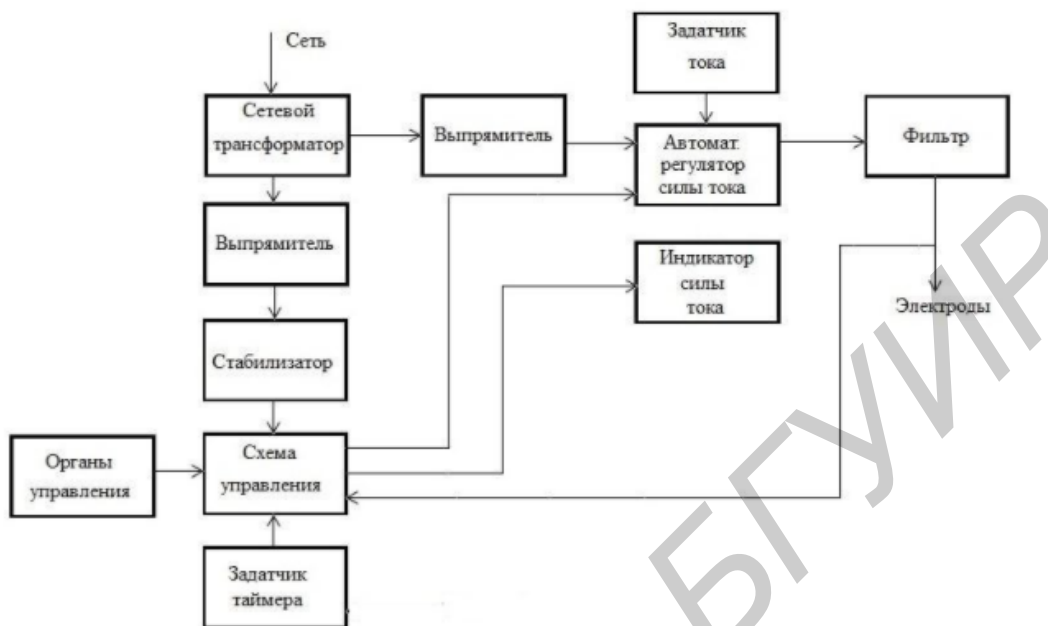 Сеть
Задатчик
тока
Сетевой
трансформатор
Выпрямитель
Автомат.
регулятор
силы тока
Фильтр
Выпрямитель
Индикатор
силы
тока
Электроды
Стабилизатор
Органы
управления
Схема
управления
Задатчик
таймера
БГУИР